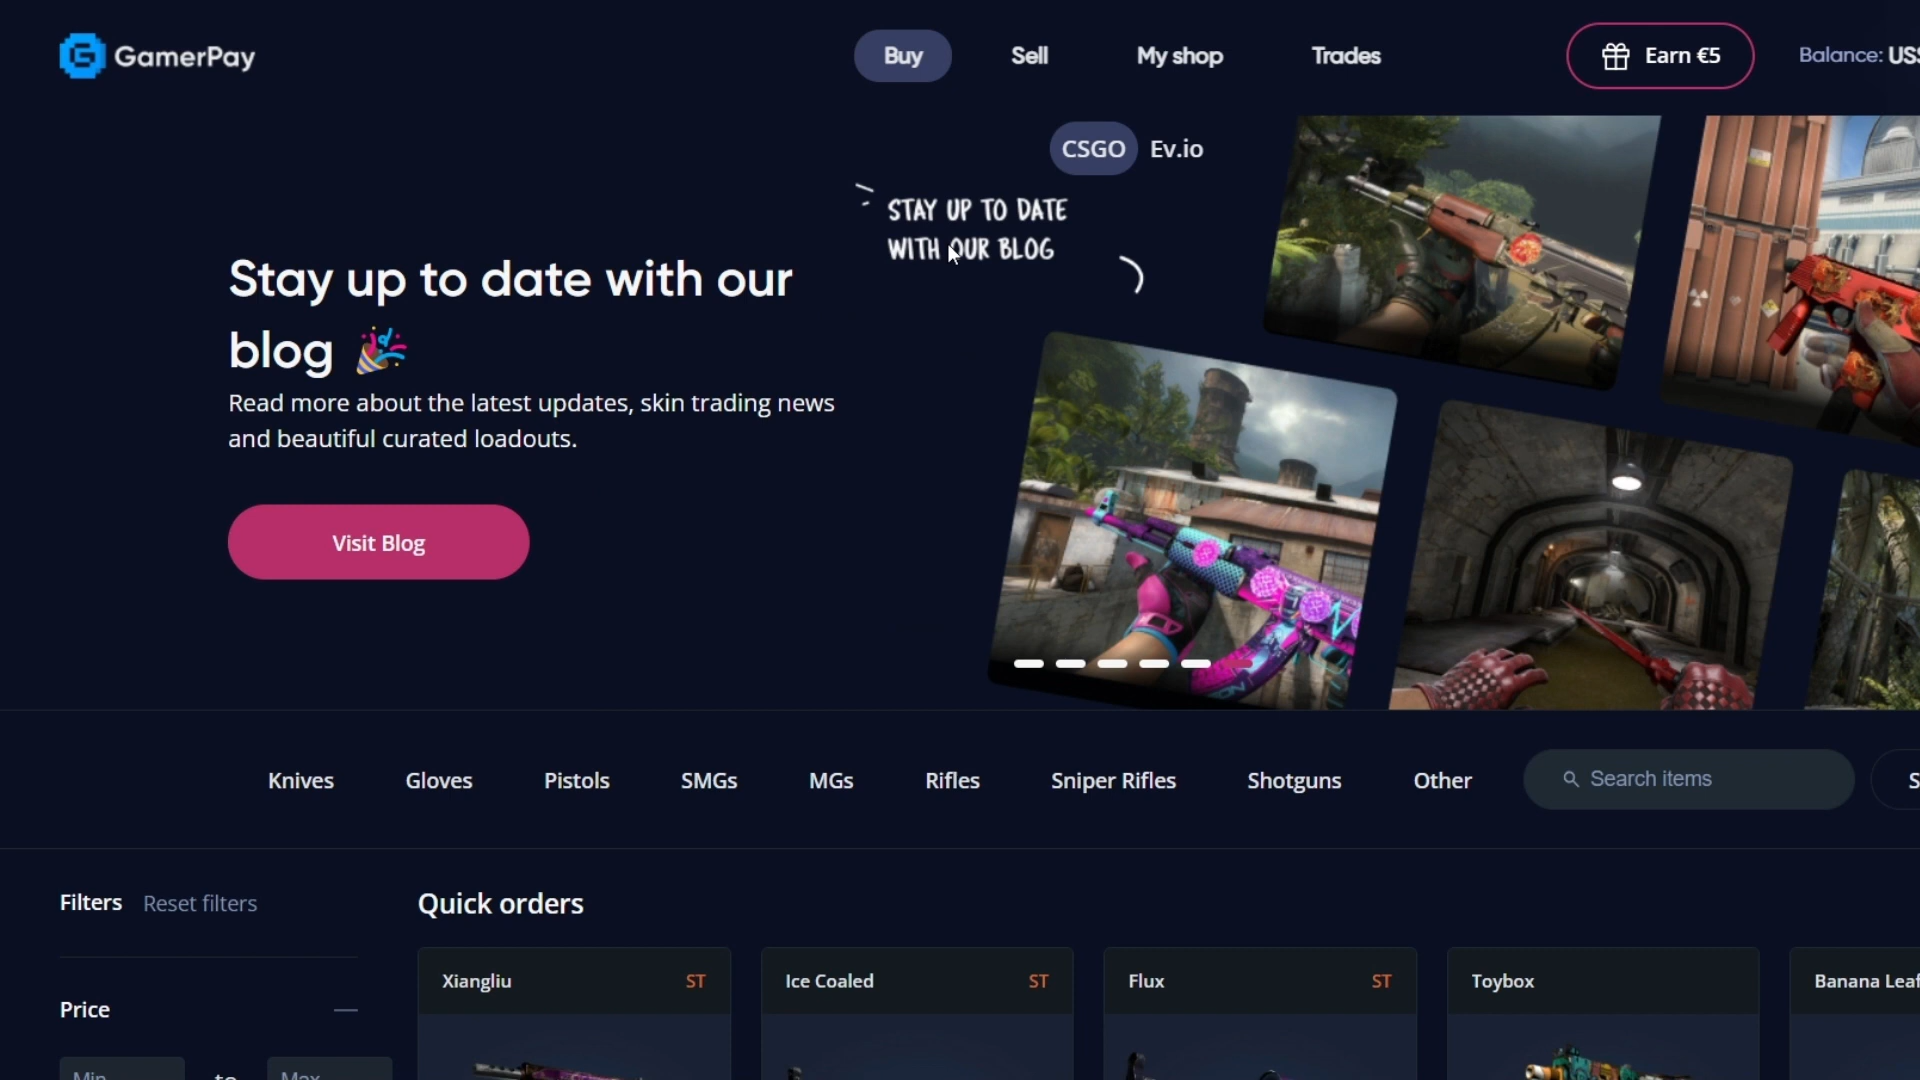 GamerPay
Buy
Sell
My shop
Trades
Earn €5
Balance:
CSGO
Ev.io
STAY UP TO DATE
WITH OUR BLOG
Stay up to date with our
blog
Read more about the latest updates, skin trading news
and beautiful curated loadouts.
Visit Blog
Knives
Gloves
Pistols
SMGs
MGs
Rifles
Sniper Rifles
Shotguns
Other
Search items
Filters
Reset filters
Quick orders
Price
Min
to
Max
Xiangliu
ST
Ice Coaled
ST
Flux
ST
Toybox
Banana